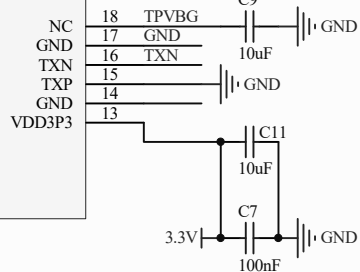 C9
NC 18 TPVBG GND
GND 17 GND 10uF
TXN 16 TXN
TXP 15 GND
GND 14
VDD3P3 13
C11
10uF
C7
3.3V GND
100nF